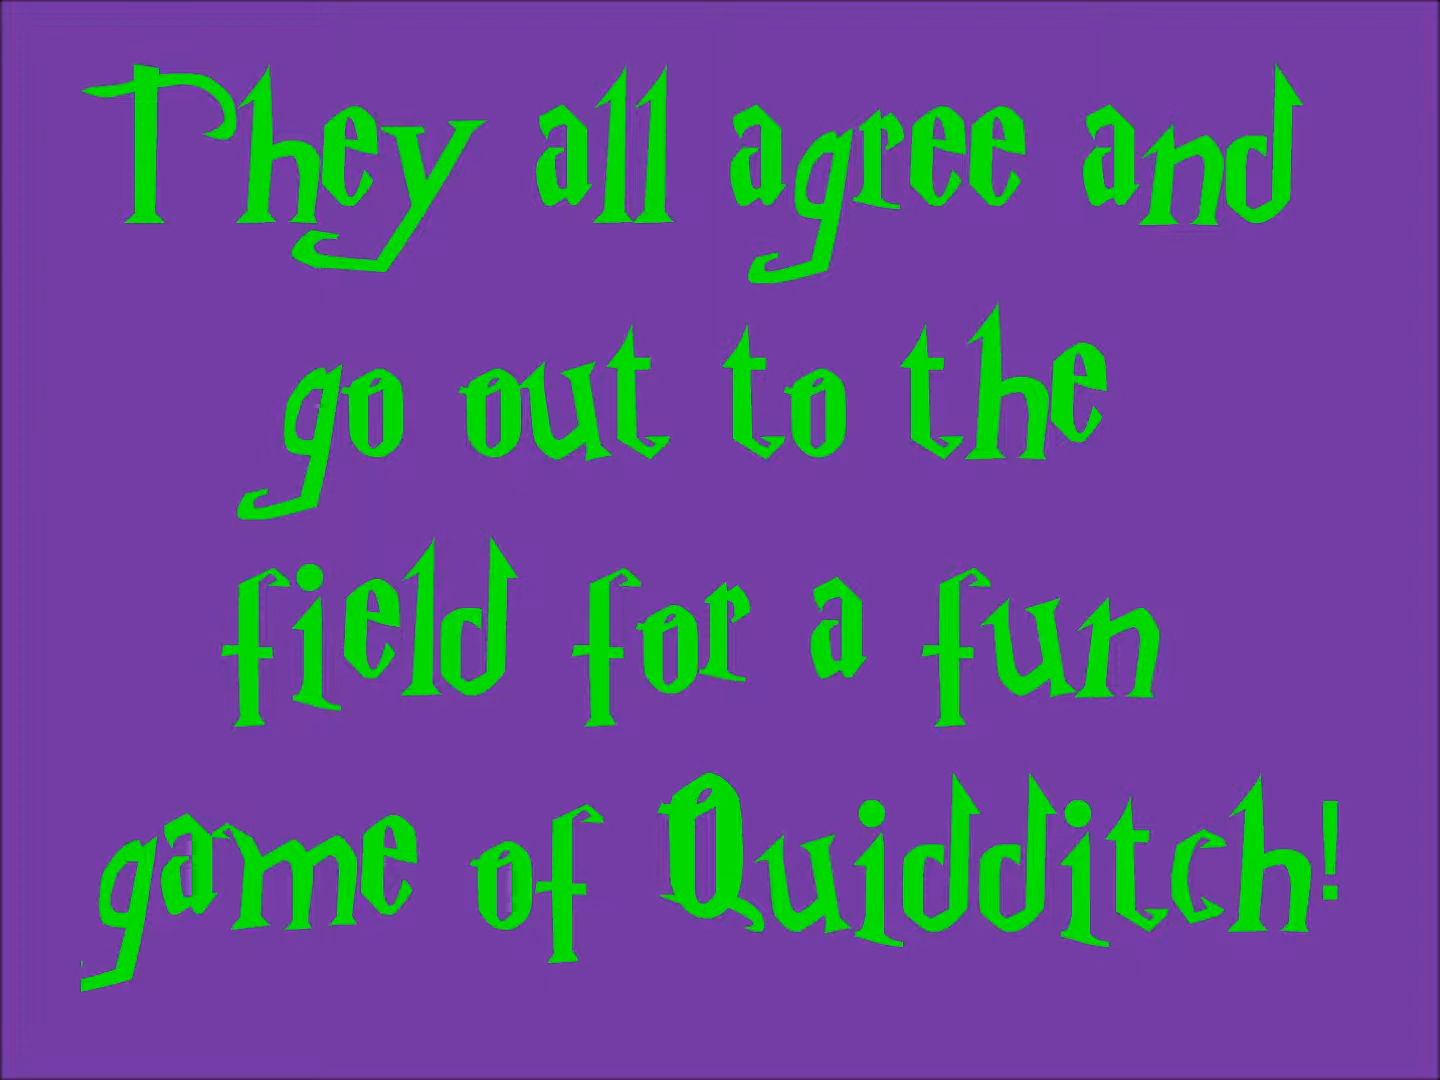 They all agree and
go out to the
field for a fun
game of Quidditch!